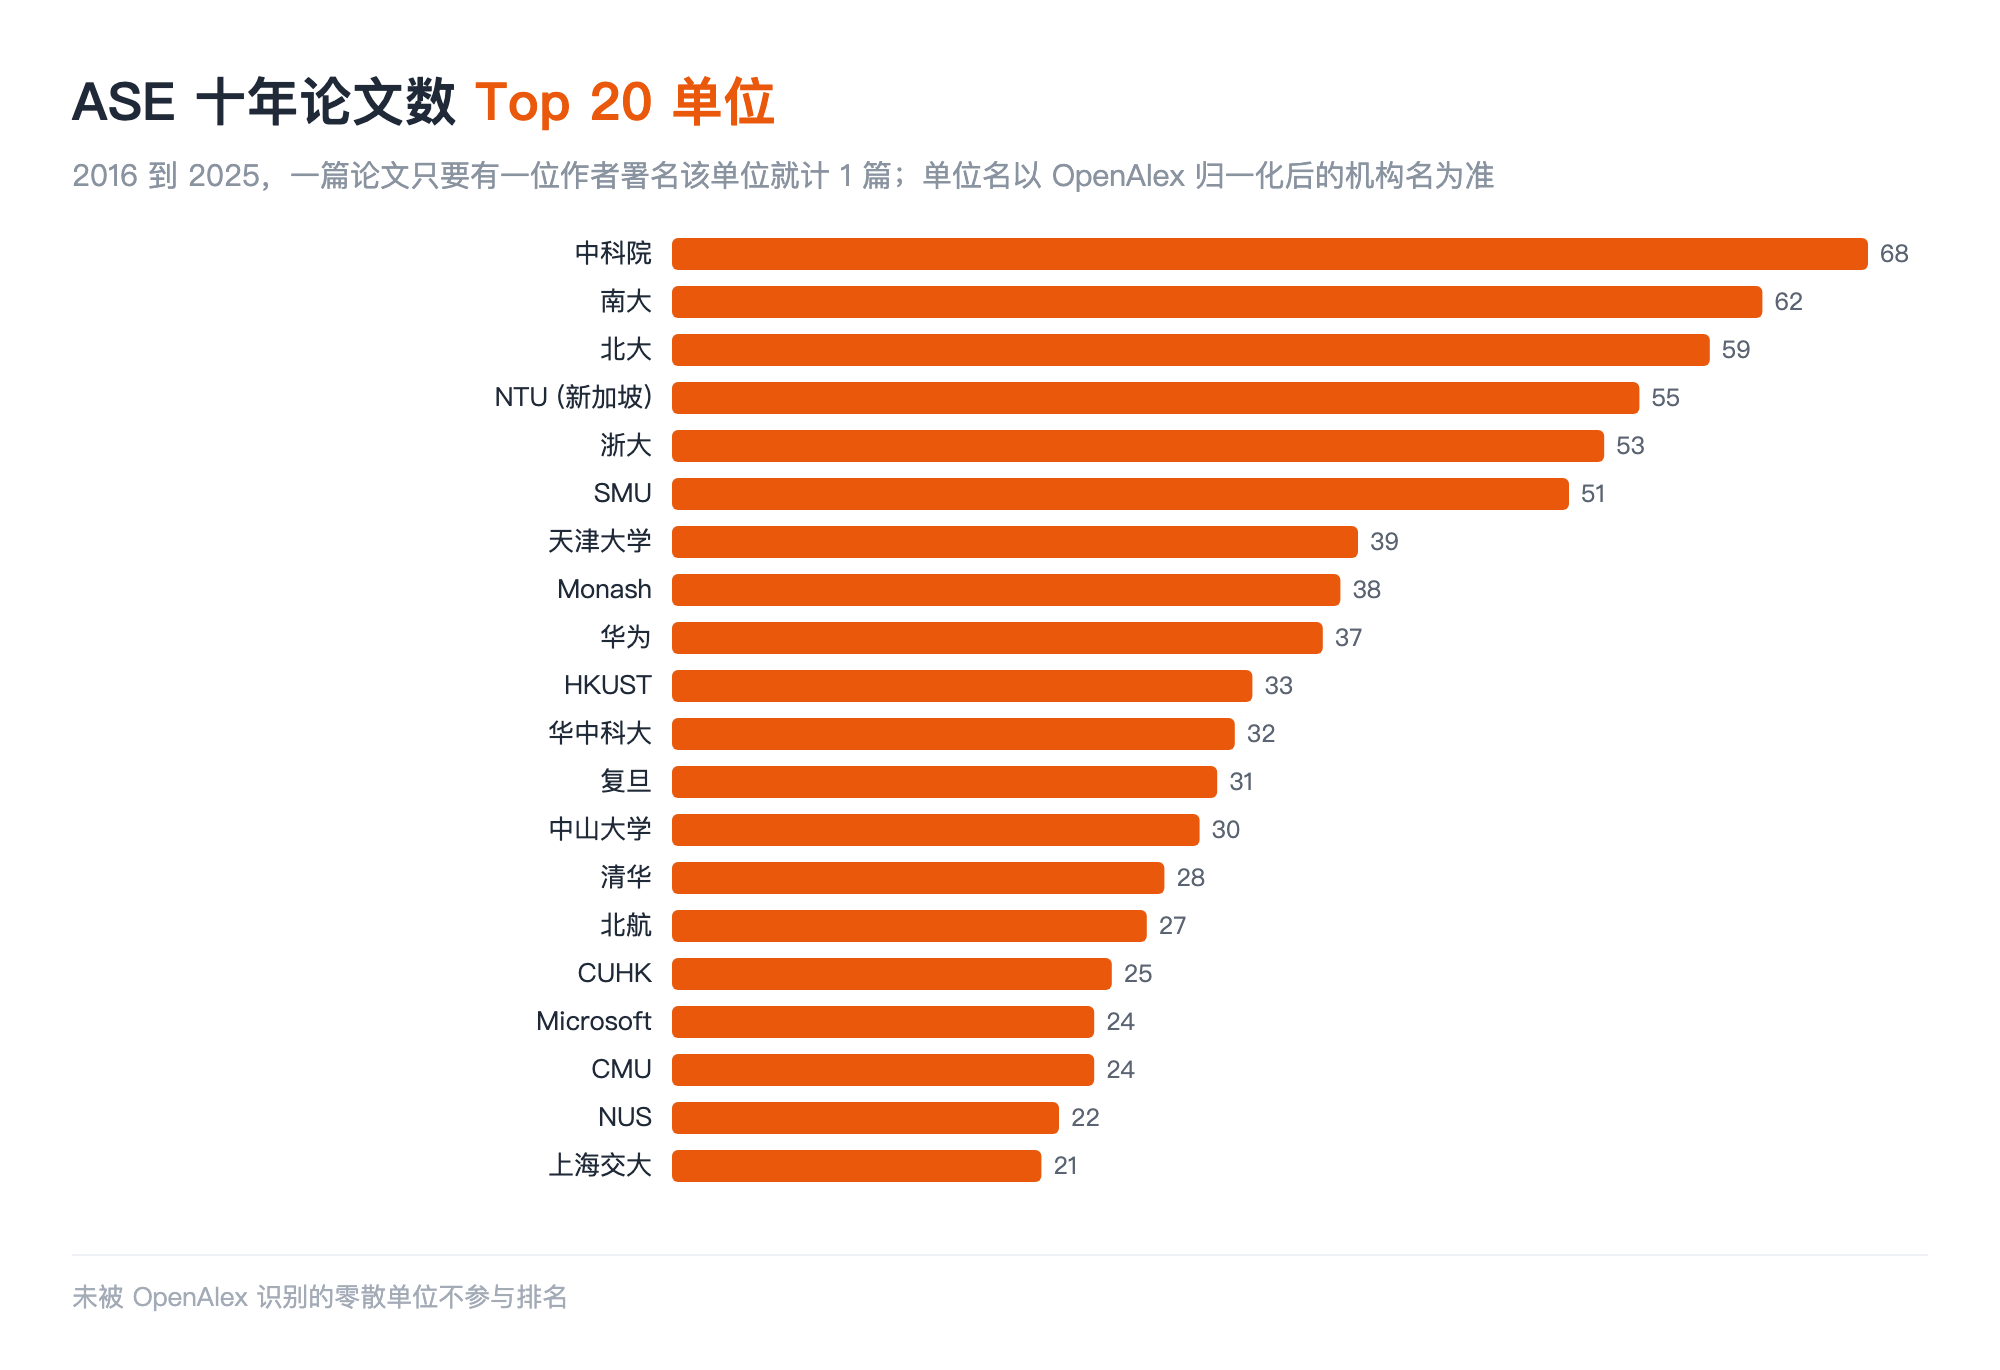 ASE 十年论文数 Top 20 单位
2016 到 2025，一篇论文只要有一位作者署名该单位就计 1 篇；单位名以 OpenAlex 归一化后的机构名为准
中科院 68
南大 62
北大 59
NTU (新加坡) 55
浙大 53
SMU 51
天津大学 39
Monash 38
华为 37
HKUST 33
华中科大 32
复旦 31
中山大学 30
清华 28
北航 27
CUHK 25
Microsoft 24
CMU 24
NUS 22
上海交大 21
未被 OpenAlex 识别的零散单位不参与排名